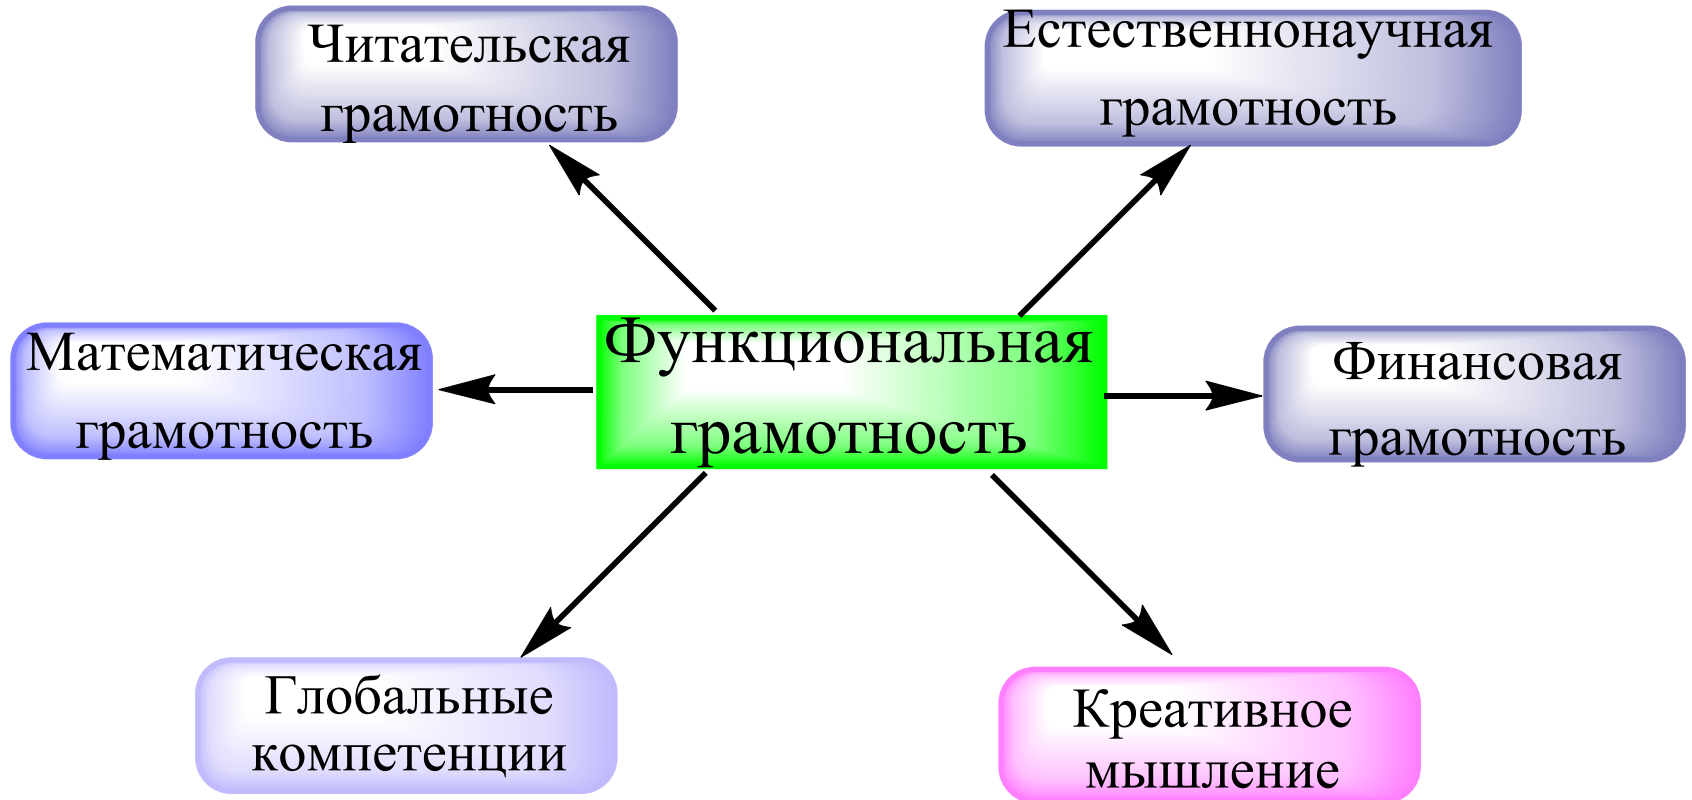 Читательская
грамотность
Естественнонаучная
грамотность
Математическая
грамотность
Функциональная
грамотность
Финансовая
грамотность
Глобальные
компетенции
Креативное
мышление